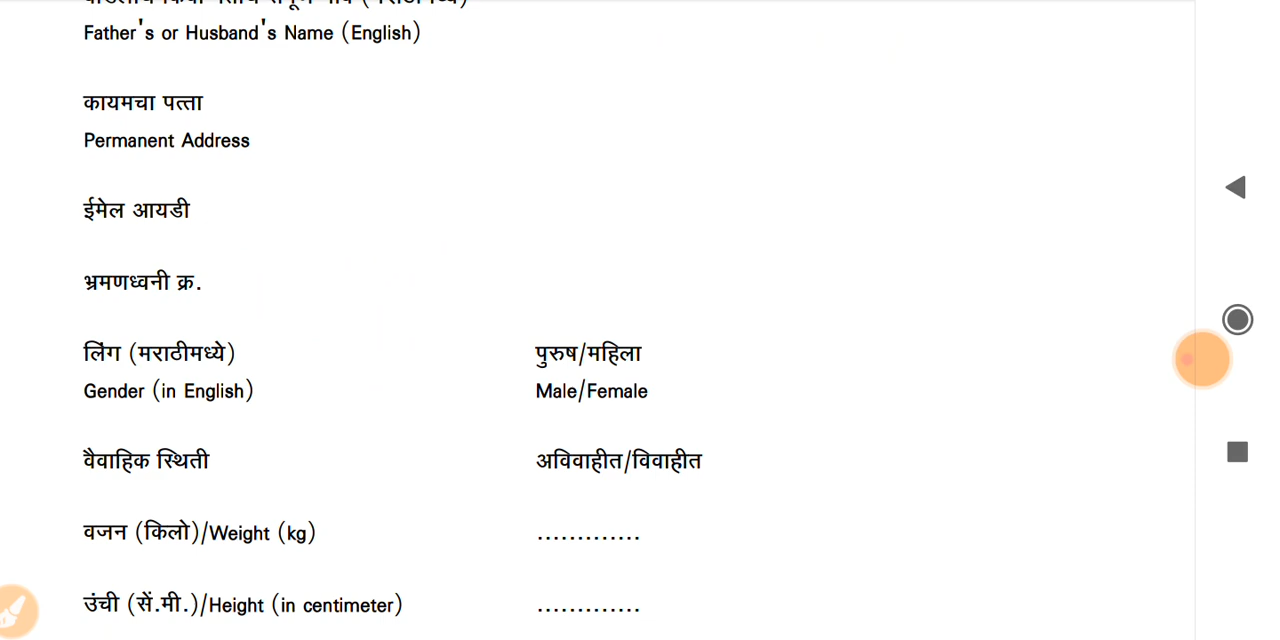 Father's or Husband's Name (English)
कायमचा पत्ता
Permanent Address
ईमेल आयडी
भ्रमणध्वनी क्र.
लिंग (मराठीमध्ये) पुरुष/महिला
Gender (in English) Male/Female
वैवाहिक स्थिती अविवाहीत/विवाहीत
वजन (किलो)/Weight (kg) .............
उंची (सें.मी.)/Height (in centimeter) .............